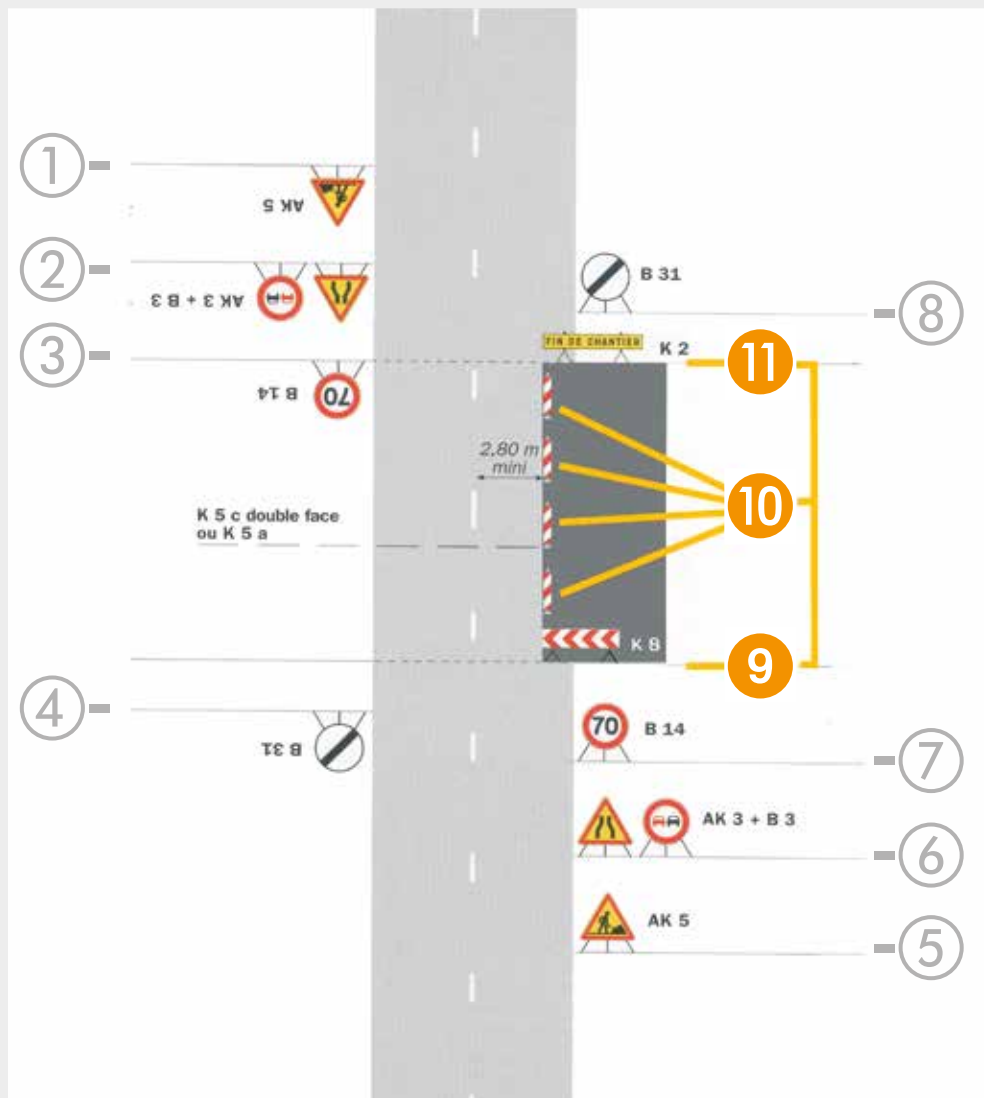 1
AK 5
2
AK 3 + B 3
B 31
8
3
FIN DE CHANTIER
K 2
11
70
B 14
2,80 m
mini
10
K 5 c double face
ou K 5 a
K 8
9
4
B 31
70
B 14
7
AK 3 + B 3
6
AK 5
5